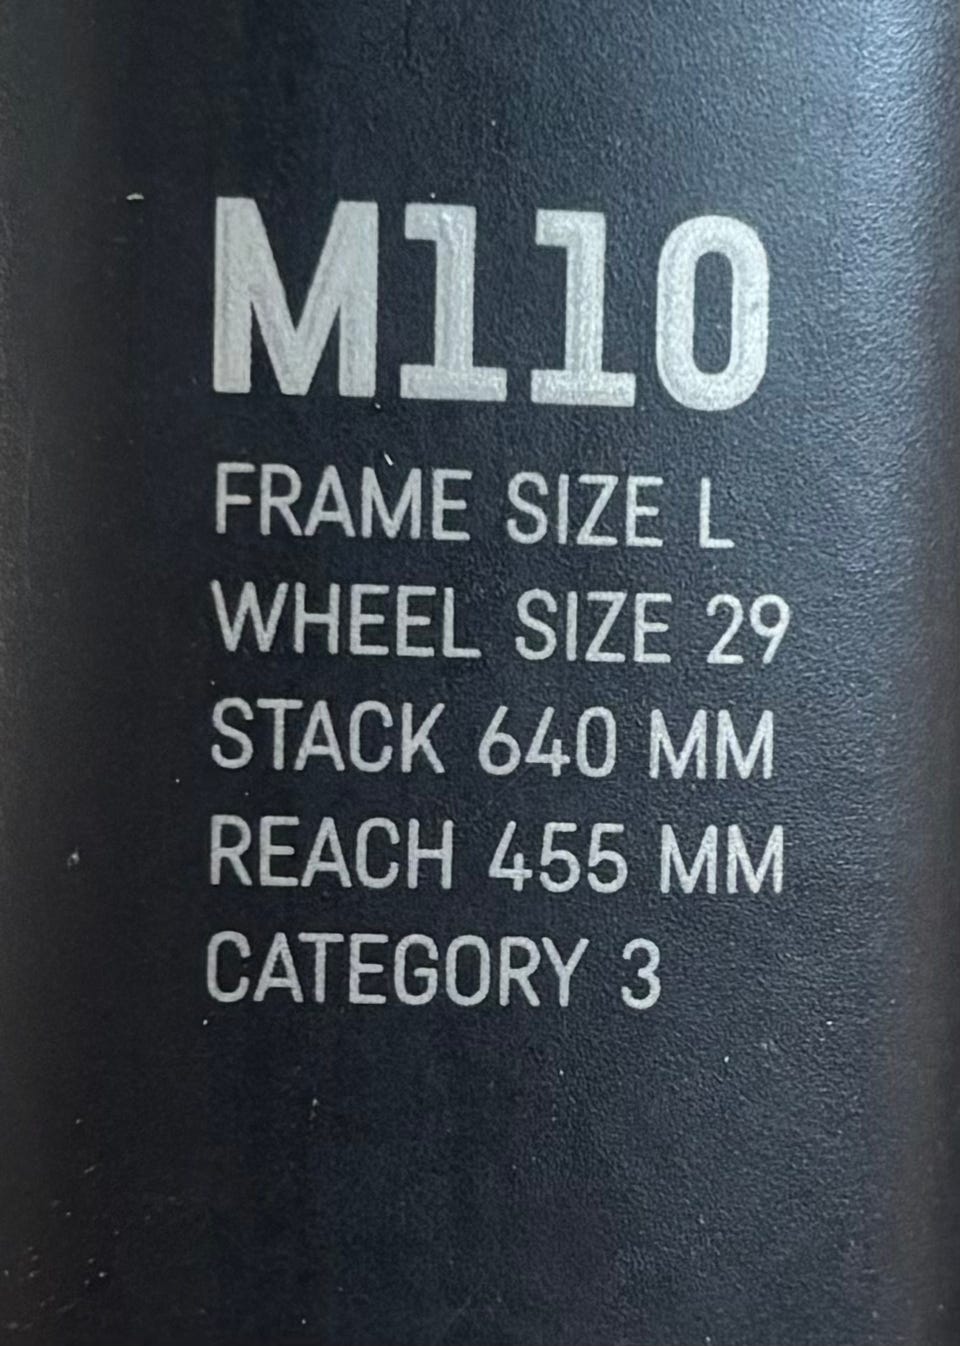 M110
FRAME SIZE L
WHEEL SIZE 29
STACK 640 MM
REACH 455 MM
CATEGORY 3